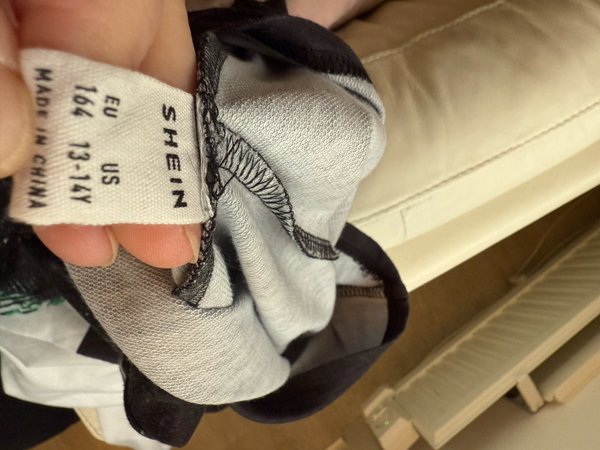 SHEIN
EU US
164 13-14Y
MADE IN CHINA